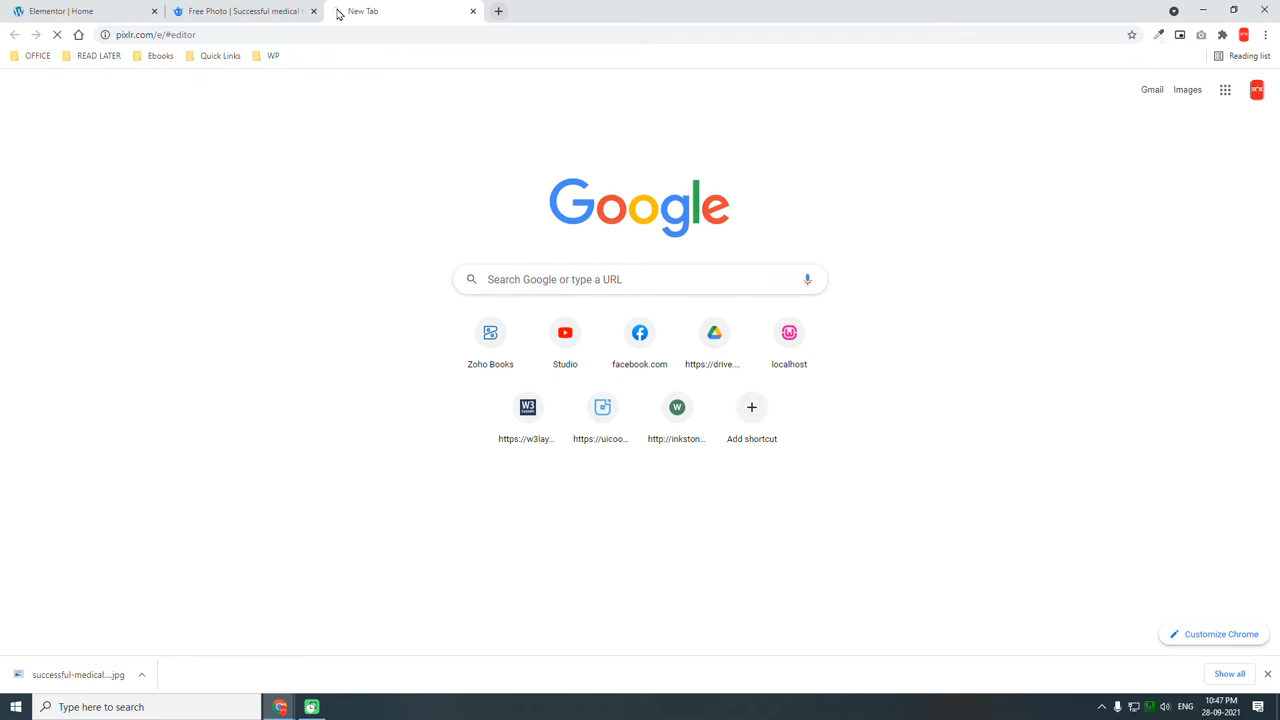 Elementor | Home
Free Photo | Successful medical t
New Tab
pixlr.com/e/#editor
OFFICE
READ LATER
Ebooks
Quick Links
WP
Reading list
Gmail
Images
Google
Search Google or type a URL
Zoho Books
Studio
facebook.com
https://drive....
localhost
W3
https://w3lay...
https://uicoo...
W
http://inkston...
Add shortcut
Customize Chrome
successful-medical....jpg
Show all
Type here to search
ENG
10:47 PM
28-09-2021